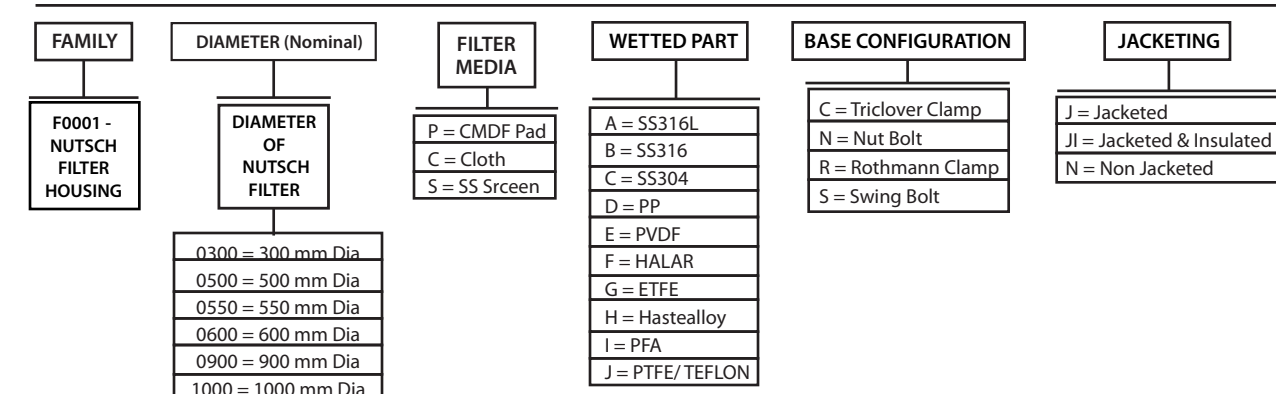 FAMILY
F0001 -
NUTSCH
FILTER
HOUSING
DIAMETER (Nominal)
DIAMETER
OF
NUTSCH
FILTER
0300 = 300 mm Dia
0500 = 500 mm Dia
0550 = 550 mm Dia
0600 = 600 mm Dia
0900 = 900 mm Dia
1000 = 1000 mm Dia
FILTER
MEDIA
P = CMDF Pad
C = Cloth
S = SS Srceen
WETTED PART
A = SS316L
B = SS316
C = SS304
D = PP
E = PVDF
F = HALAR
G = ETFE
H = Hastealloy
I = PFA
J = PTFE/ TEFLON
BASE CONFIGURATION
C = Triclover Clamp
N = Nut Bolt
R = Rothmann Clamp
S = Swing Bolt
JACKETING
J = Jacketed
JI = Jacketed & Insulated
N = Non Jacketed